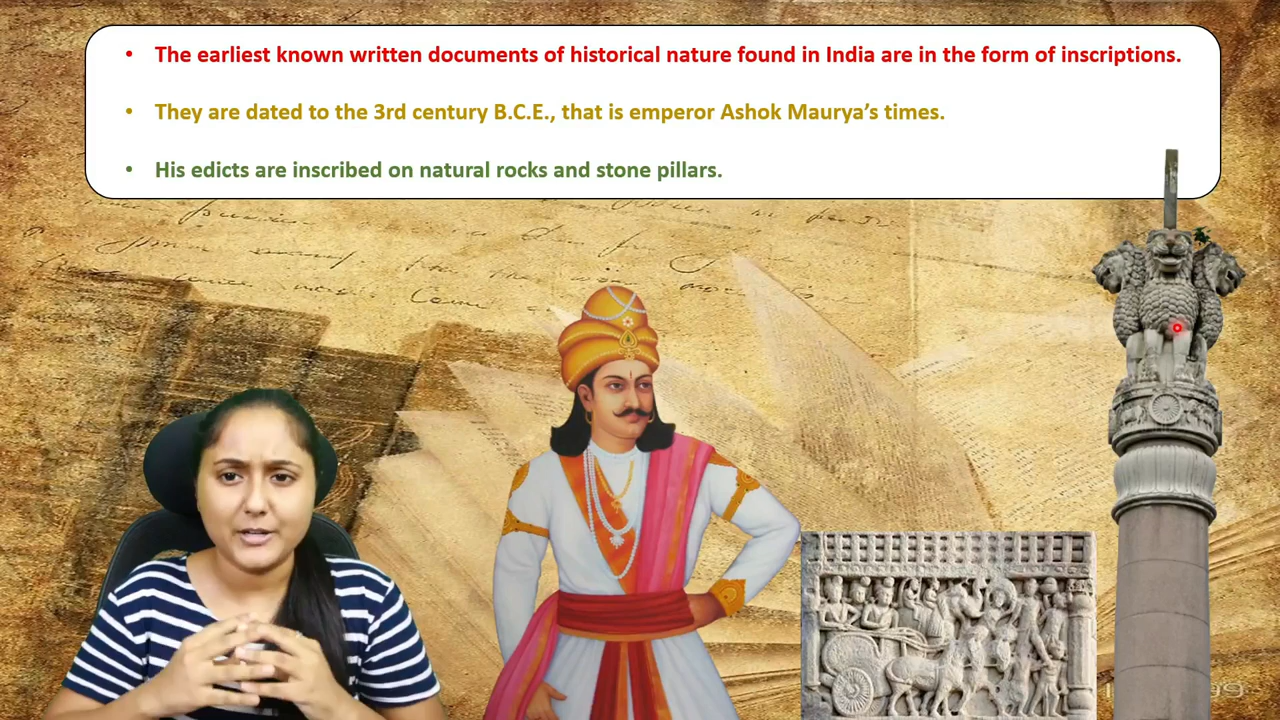 • The earliest known written documents of historical nature found in India are in the form of inscriptions.
• They are dated to the 3rd century B.C.E., that is emperor Ashok Maurya’s times.
• His edicts are inscribed on natural rocks and stone pillars.